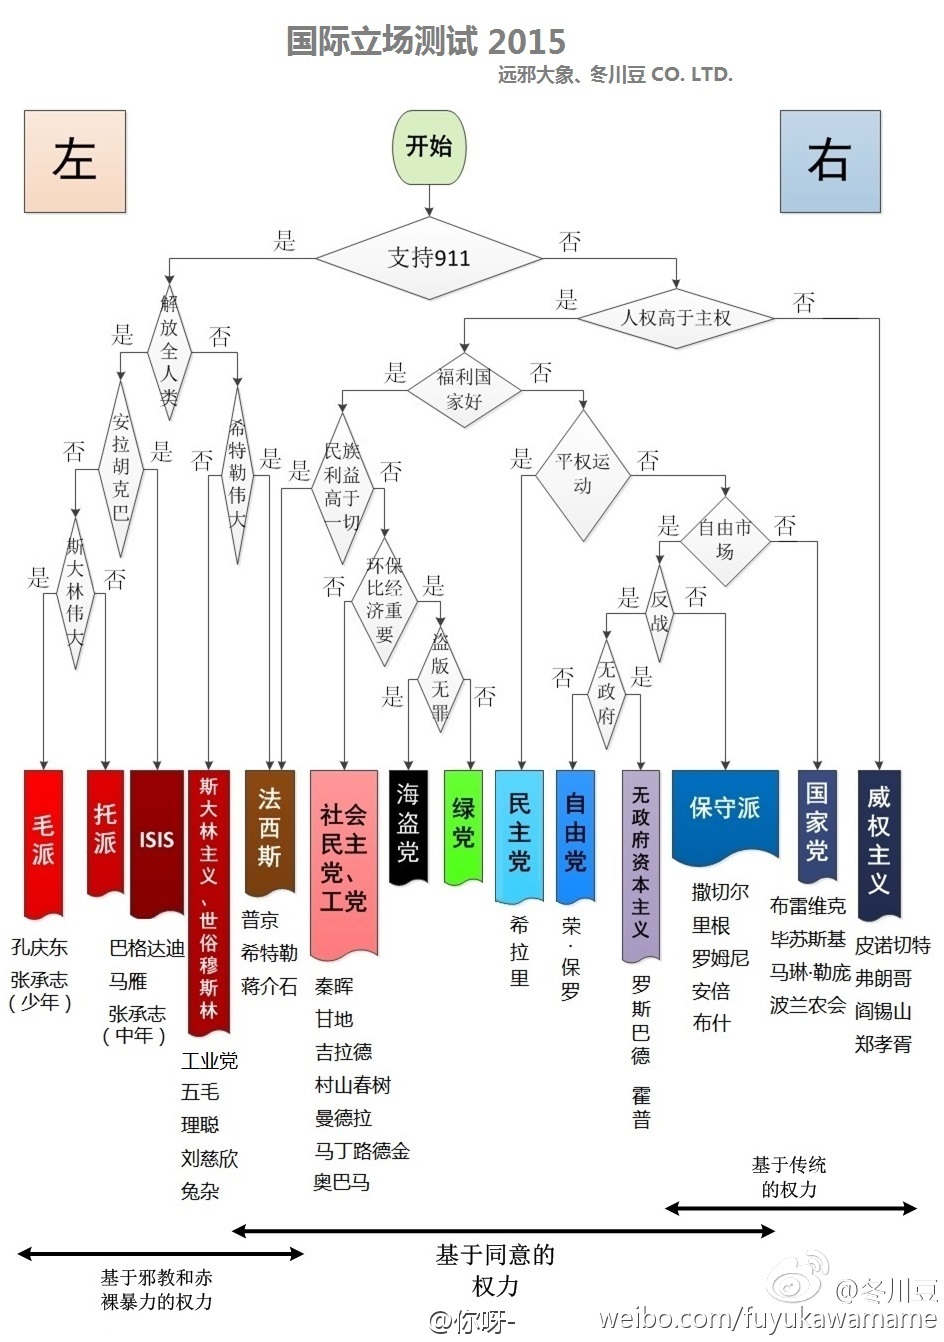 国际立场测试 2015
远邪大象、冬川豆 CO. LTD.
左
开始
右
支持911
是
否
解放全人类
是
否
人权高于主权
是
否
安拉胡克巴
否
是
希特勒伟大
否
是
福利国
家好
是
否
斯大林伟大
是
否
民族
利益
高于
一切
是
否
平权运
动
是
否
环保
比经
济重
要
否
是
自由市
场
是
否
盗版无罪
是
否
反战
是
否
无政府
否
是
毛派
托派
ISIS
斯大林主义、世俗穆斯林
法西斯
社会
民主
党、
工党
海盗党
绿党
民主党
自由党
无政府资本主义
保守派
国家党
威权主义
孔庆东
张承志
（少年）
巴格达迪
马雁
张承志
（中年）
工业党
五毛
理聪
刘慈欣
兔杂
普京
希特勒
蒋介石
秦晖
甘地
吉拉德
村山春树
曼德拉
马丁路德金
奥巴马
希拉里
荣·保罗
罗斯巴德
霍普
撒切尔
里根
罗姆尼
安倍
布什
布雷维克
毕苏斯基
马琳·勒庞
波兰农会
皮诺切特
弗朗哥
阎锡山
郑孝胥
基于传统
的权力
基于同意的
权力
基于邪教和赤
裸暴力的权力
@你呀-
@冬川豆
weibo.com/fuyukawamame